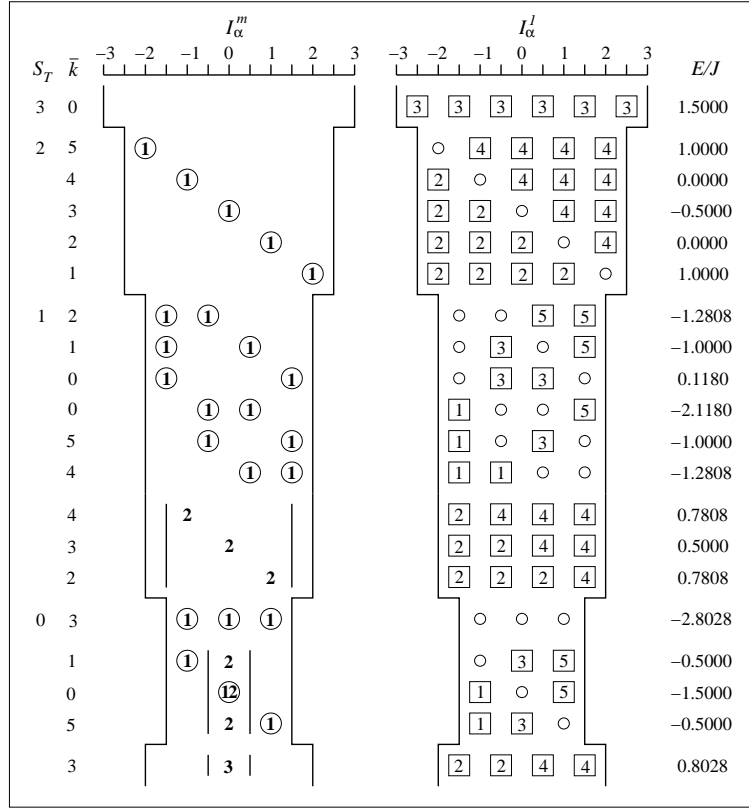 I_α^m I_α^l
−3 −2 −1 0 1 2 3 −3 −2 −1 0 1 2 3
S_T k̄ E/J
3 0 3 3 3 3 3 3 1.5000
2 5 1 4 4 4 4 1.0000
4 1 2 4 4 4 0.0000
3 1 2 2 4 4 −0.5000
2 1 2 2 2 4 0.0000
1 1 2 2 2 2 1.0000
1 2 1 1 5 5 −1.2808
1 1 1 3 5 −1.0000
0 1 1 3 3 0.1180
0 1 1 1 5 −2.1180
5 1 1 1 3 −1.0000
4 1 1 1 1 −1.2808
4 2 2 4 4 4 0.7808
3 2 2 2 4 4 0.5000
2 2 2 2 2 4 0.7808
0 3 1 1 1 −2.8028
1 1 2 3 5 −0.5000
0 12 1 5 −1.5000
5 2 1 1 3 −0.5000
3 3 2 2 4 4 0.8028